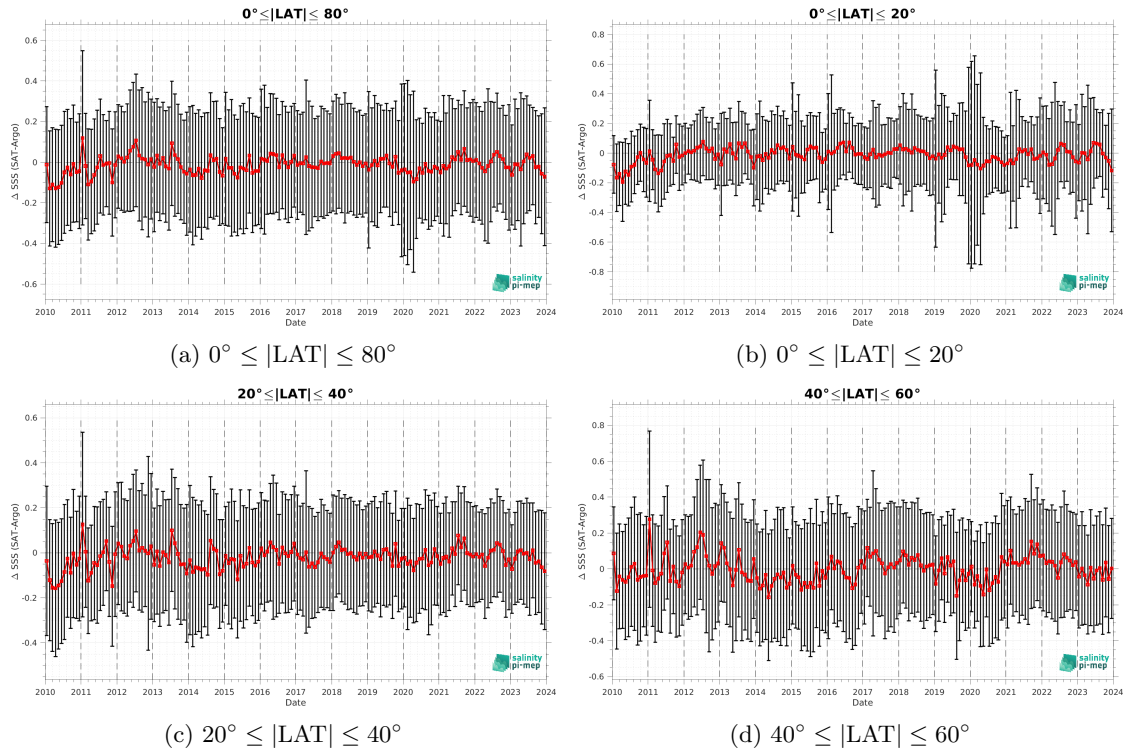 0°≤|LAT|≤ 80°
Δ SSS (SAT-Argo)
0.6
0.4
0.2
0
-0.2
-0.4
-0.6
salinity
pi-mep
2010 2011 2012 2013 2014 2015 2016 2017 2018 2019 2020 2021 2022 2023 2024
Date
(a) 0° ≤ |LAT| ≤ 80°
0°≤|LAT|≤ 20°
Δ SSS (SAT-Argo)
0.8
0.6
0.4
0.2
0
-0.2
-0.4
-0.6
-0.8
salinity
pi-mep
2010 2011 2012 2013 2014 2015 2016 2017 2018 2019 2020 2021 2022 2023 2024
Date
(b) 0° ≤ |LAT| ≤ 20°
20°≤|LAT|≤ 40°
Δ SSS (SAT-Argo)
0.6
0.4
0.2
0
-0.2
-0.4
salinity
pi-mep
2010 2011 2012 2013 2014 2015 2016 2017 2018 2019 2020 2021 2022 2023 2024
Date
(c) 20° ≤ |LAT| ≤ 40°
40°≤|LAT|≤ 60°
Δ SSS (SAT-Argo)
0.8
0.6
0.4
0.2
0
-0.2
-0.4
-0.6
salinity
pi-mep
2010 2011 2012 2013 2014 2015 2016 2017 2018 2019 2020 2021 2022 2023 2024
Date
(d) 40° ≤ |LAT| ≤ 60°